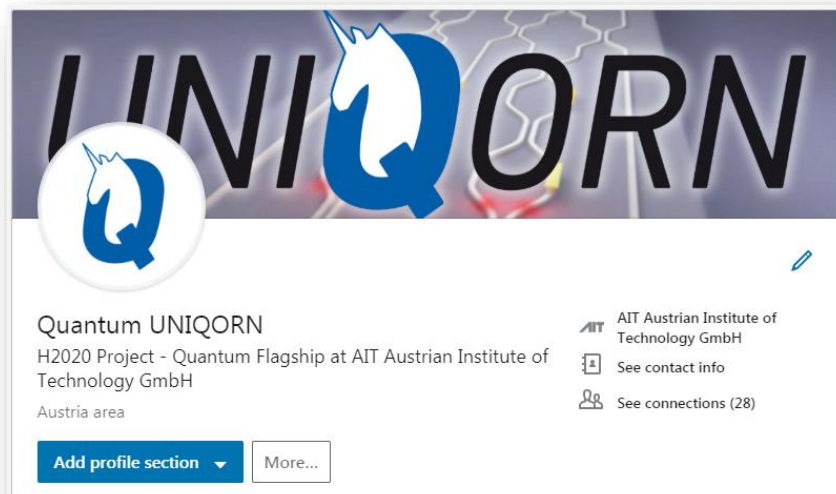 UNIQORN
Q
Quantum UNIQORN
H2020 Project - Quantum Flagship at AIT Austrian Institute of
Technology GmbH
Austria area
Add profile section
More...
AIT
AIT Austrian Institute of
Technology GmbH
See contact info
See connections (28)